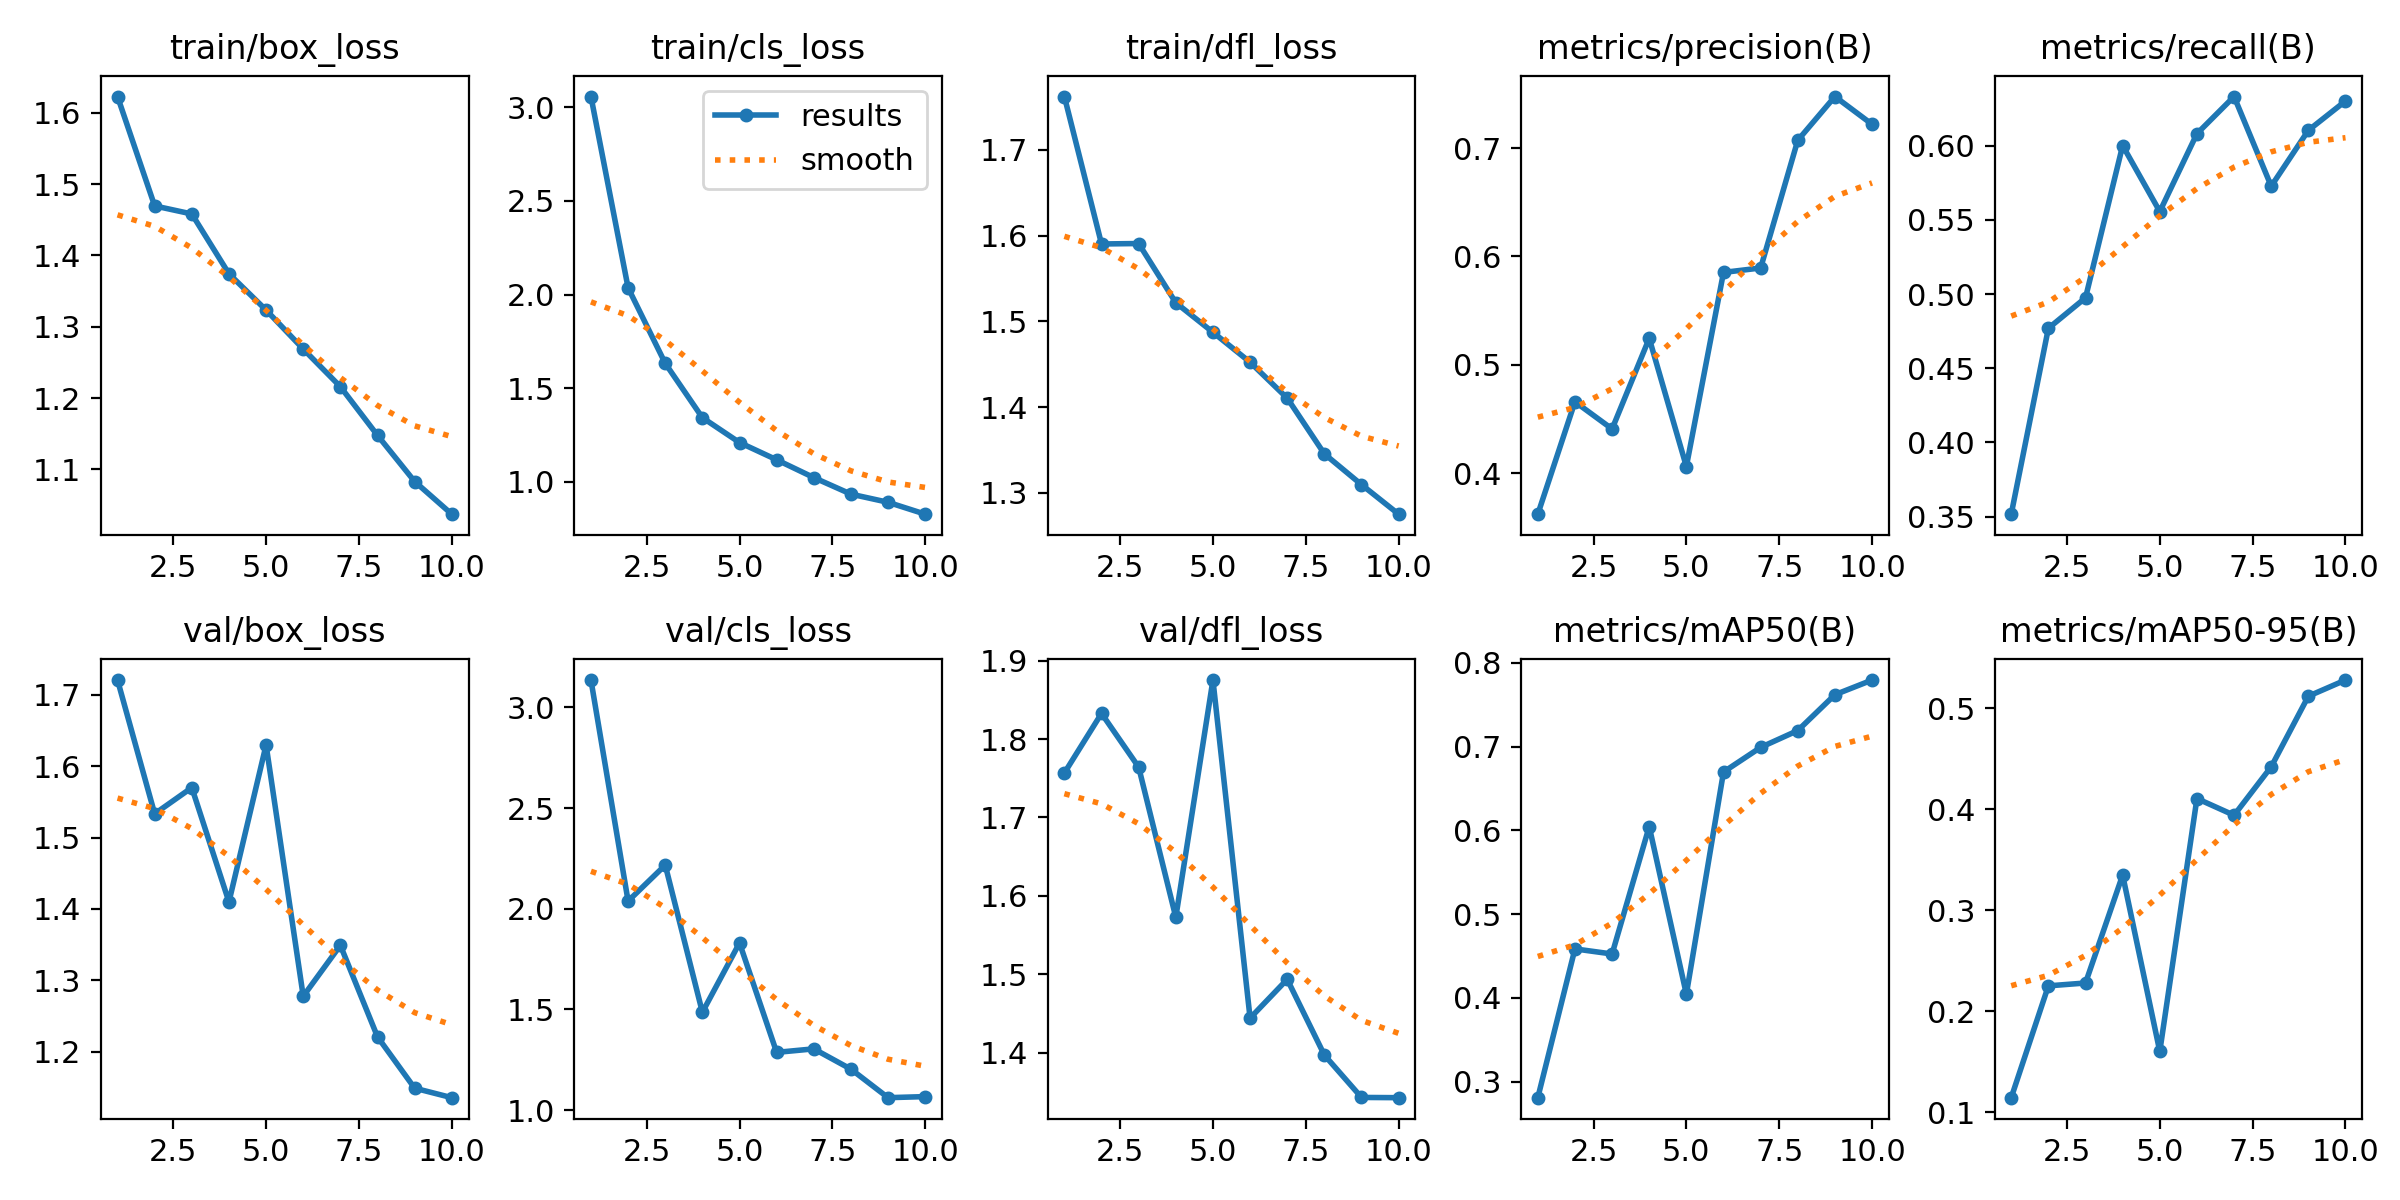 train/box_loss
train/cls_loss
train/dfl_loss
metrics/precision(B)
metrics/recall(B)
1.6
1.5
1.4
1.3
1.2
1.1
2.5 5.0 7.5 10.0
3.0
2.5
2.0
1.5
1.0
results
smooth
2.5 5.0 7.5 10.0
1.7
1.6
1.5
1.4
1.3
2.5 5.0 7.5 10.0
0.7
0.6
0.5
0.4
2.5 5.0 7.5 10.0
0.60
0.55
0.50
0.45
0.40
0.35
2.5 5.0 7.5 10.0
val/box_loss
val/cls_loss
val/dfl_loss
metrics/mAP50(B)
metrics/mAP50-95(B)
1.7
1.6
1.5
1.4
1.3
1.2
2.5 5.0 7.5 10.0
3.0
2.5
2.0
1.5
1.0
2.5 5.0 7.5 10.0
1.9
1.8
1.7
1.6
1.5
1.4
2.5 5.0 7.5 10.0
0.8
0.7
0.6
0.5
0.4
0.3
2.5 5.0 7.5 10.0
0.5
0.4
0.3
0.2
0.1
2.5 5.0 7.5 10.0